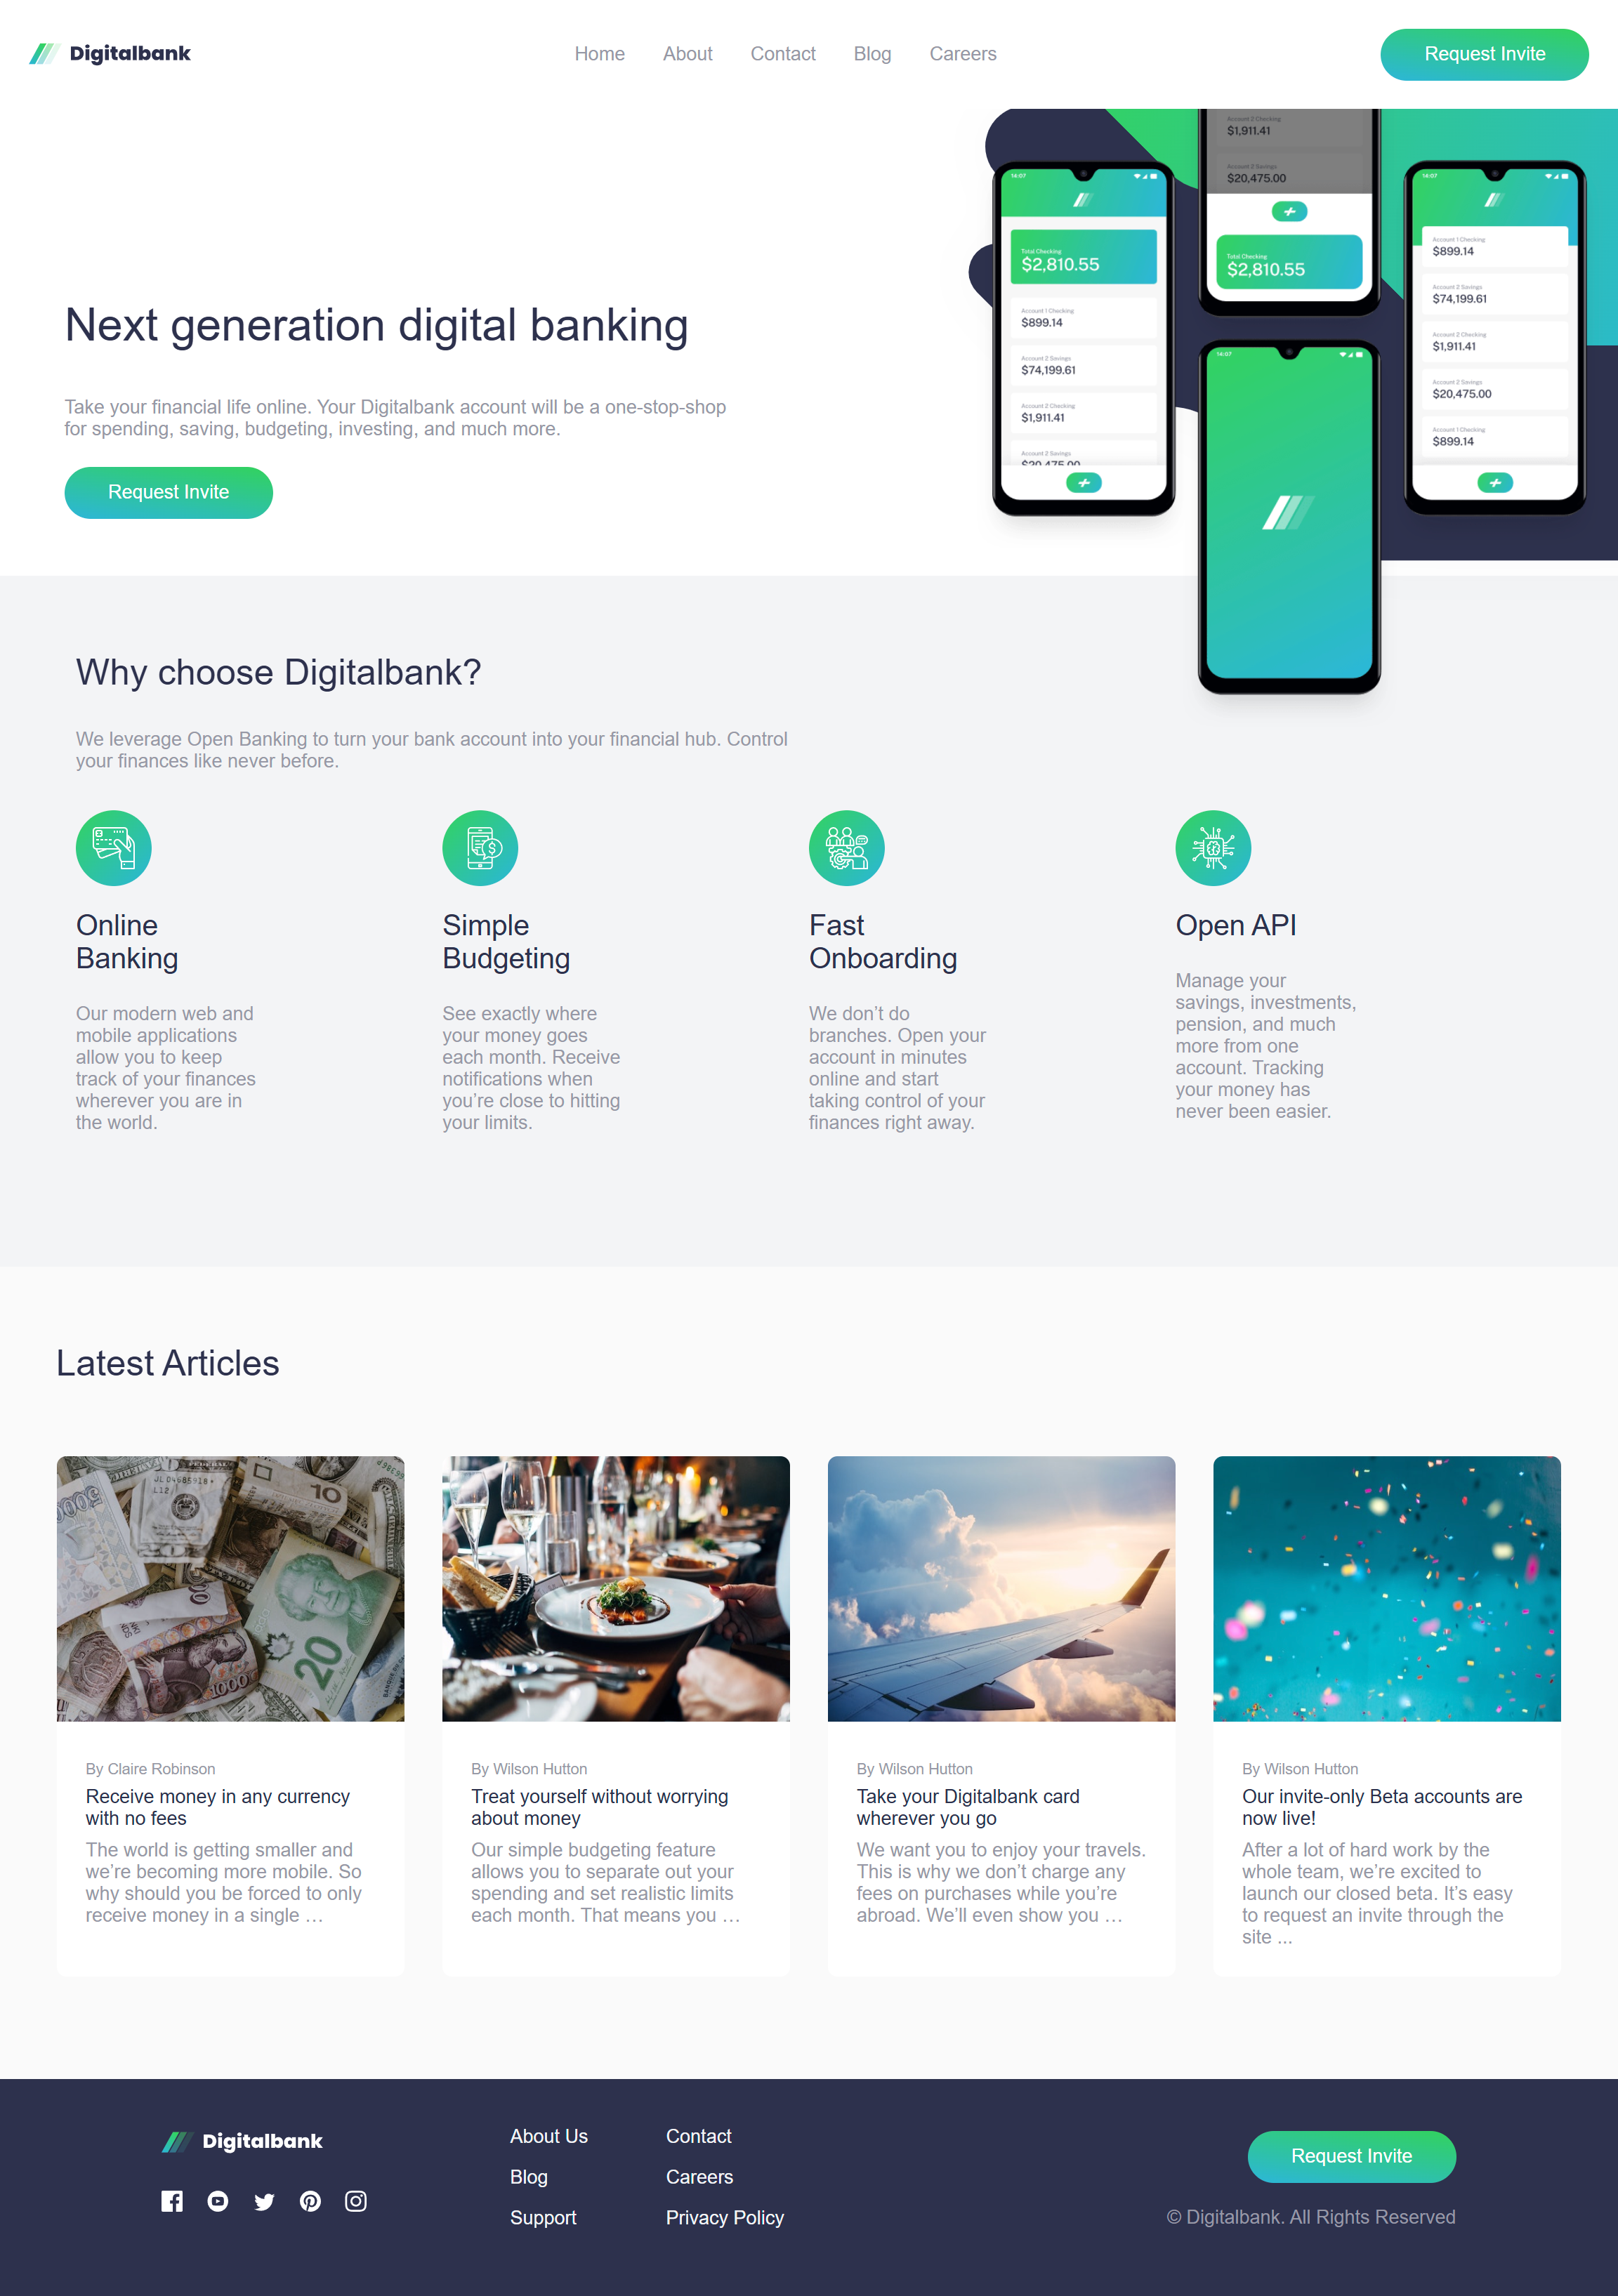 Digitalbank
Home
About
Contact
Blog
Careers
Request Invite
Account 2 Checking
$1,911.41
Account 2 Savings
$20,475.00
Total Checking
$2,810.55
14:07
Total Checking
$2,810.55
Account 1 Checking
$899.14
Account 2 Savings
$74,199.61
Account 2 Checking
$1,911.41
Account 2 Savings
$20,475.00
14:07
Account 1 Checking
$899.14
Account 2 Savings
$74,199.61
Account 2 Checking
$1,911.41
Account 2 Savings
$20,475.00
Account 1 Checking
$899.14
14:07
Next generation digital banking
Take your financial life online. Your Digitalbank account will be a one-stop-shop
for spending, saving, budgeting, investing, and much more.
Request Invite
Why choose Digitalbank?
We leverage Open Banking to turn your bank account into your financial hub. Control
your finances like never before.
Online
Banking
Our modern web and
mobile applications
allow you to keep
track of your finances
wherever you are in
the world.
Simple
Budgeting
See exactly where
your money goes
each month. Receive
notifications when
you’re close to hitting
your limits.
Fast
Onboarding
We don’t do
branches. Open your
account in minutes
online and start
taking control of your
finances right away.
Open API
Manage your
savings, investments,
pension, and much
more from one
account. Tracking
your money has
never been easier.
Latest Articles
JL04685918*
L12
10
20
1000
By Claire Robinson
Receive money in any currency
with no fees
The world is getting smaller and
we’re becoming more mobile. So
why should you be forced to only
receive money in a single …
By Wilson Hutton
Treat yourself without worrying
about money
Our simple budgeting feature
allows you to separate out your
spending and set realistic limits
each month. That means you …
By Wilson Hutton
Take your Digitalbank card
wherever you go
We want you to enjoy your travels.
This is why we don’t charge any
fees on purchases while you’re
abroad. We’ll even show you …
By Wilson Hutton
Our invite-only Beta accounts are
now live!
After a lot of hard work by the
whole team, we’re excited to
launch our closed beta. It’s easy
to request an invite through the
site ...
Digitalbank
About Us
Blog
Support
Contact
Careers
Privacy Policy
Request Invite
© Digitalbank. All Rights Reserved